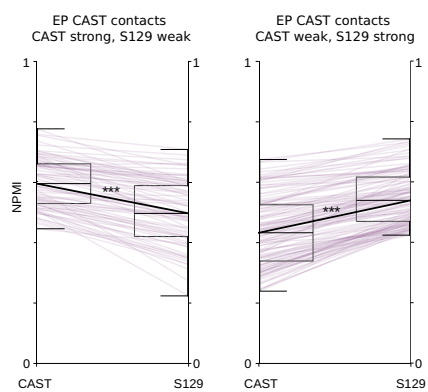 EP CAST contacts
CAST strong, S129 weak
EP CAST contacts
CAST weak, S129 strong
1
1
1
1
NPMI
***
***
0
0
0
0
CAST
S129
CAST
S129